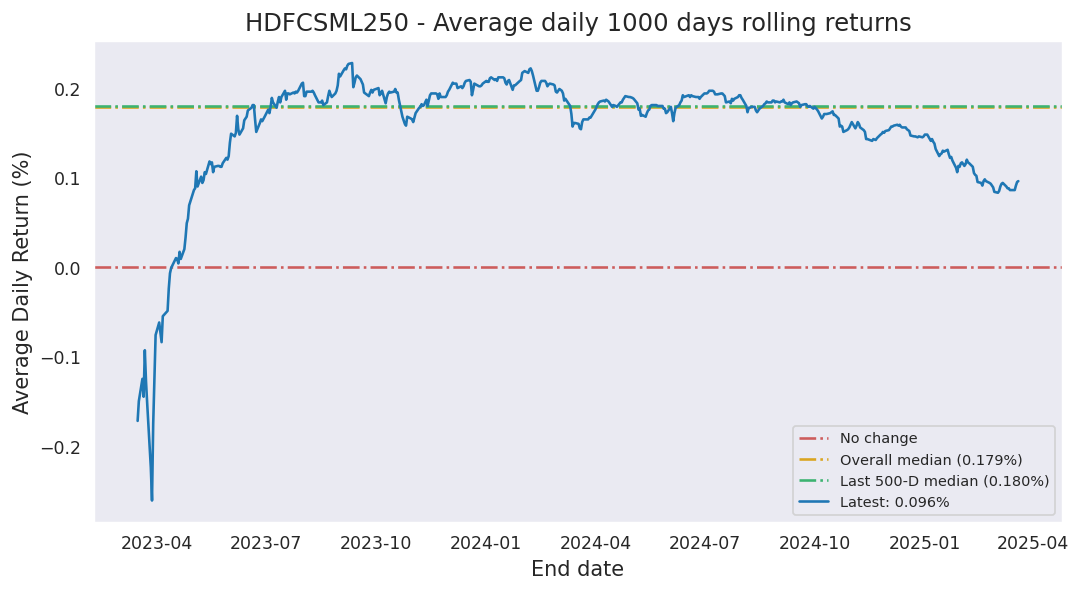 HDFCSML250 - Average daily 1000 days rolling returns
Average Daily Return (%)
0.2
0.1
0.0
−0.1
−0.2
No change
Overall median (0.179%)
Last 500-D median (0.180%)
Latest: 0.096%
2023-04 2023-07 2023-10 2024-01 2024-04 2024-07 2024-10 2025-01 2025-04
End date